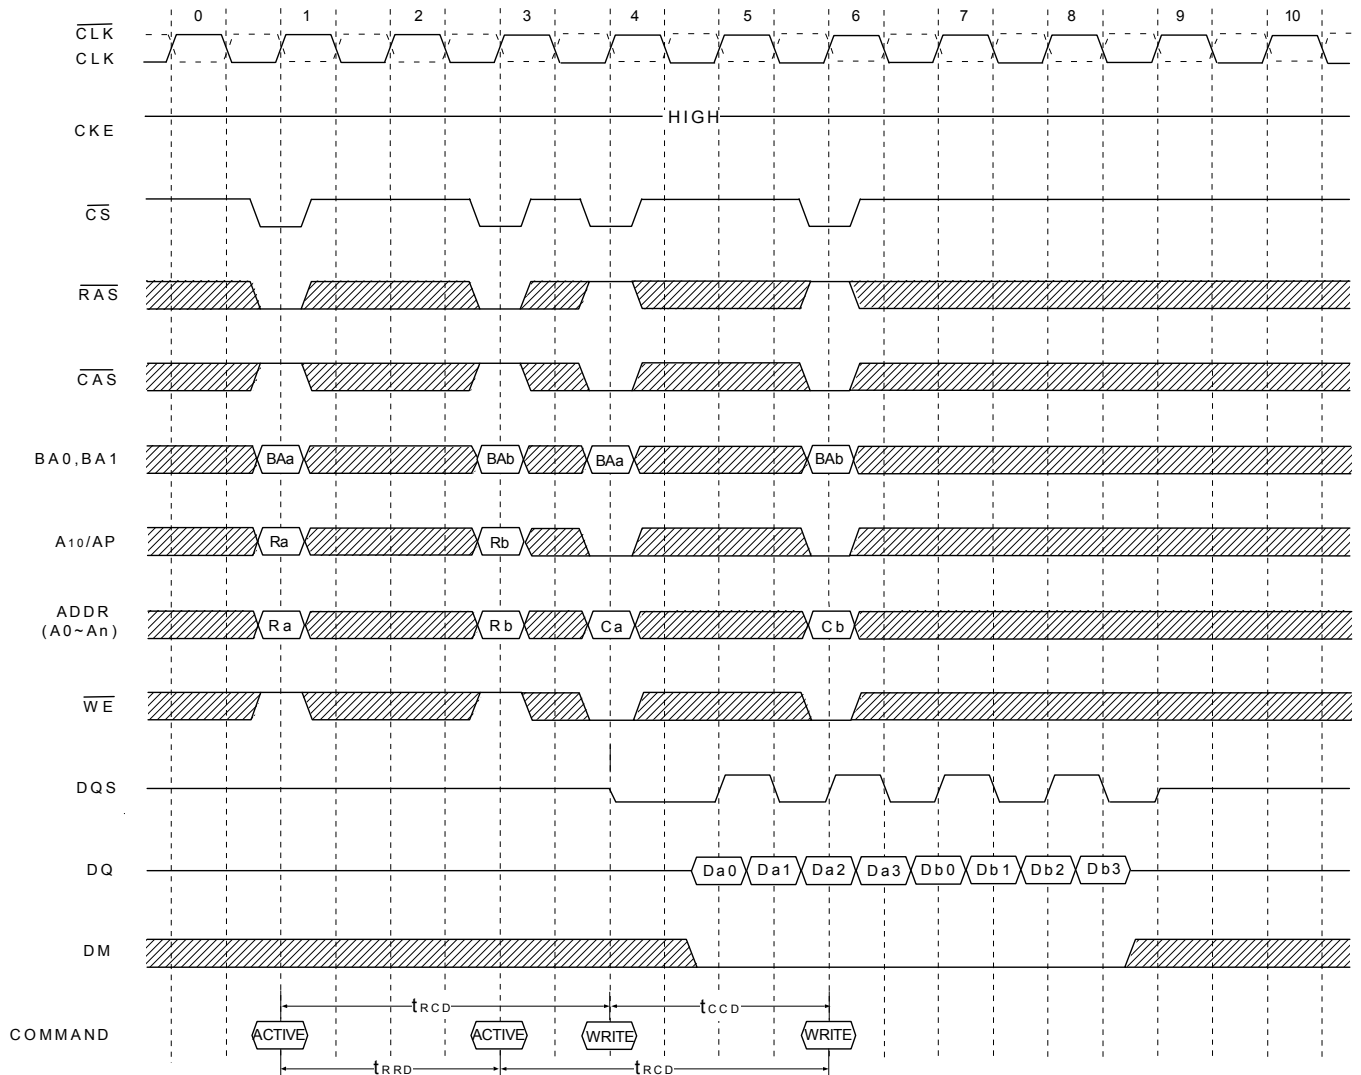 0 1 2 3 4 5 6 7 8 9 10
CLK
CLK
HIGH
CKE
CS
RAS
CAS
BA0,BA1 BAa BAb BAa BAb
A10/AP Ra Rb
ADDR
(A0~An) Ra Rb Ca Cb
WE
DQS
DQ Da0 Da1 Da2 Da3 Db0 Db1 Db2 Db3
DM
tRCD tCCD
COMMAND ACTIVE ACTIVE WRITE WRITE
tRRD tRCD